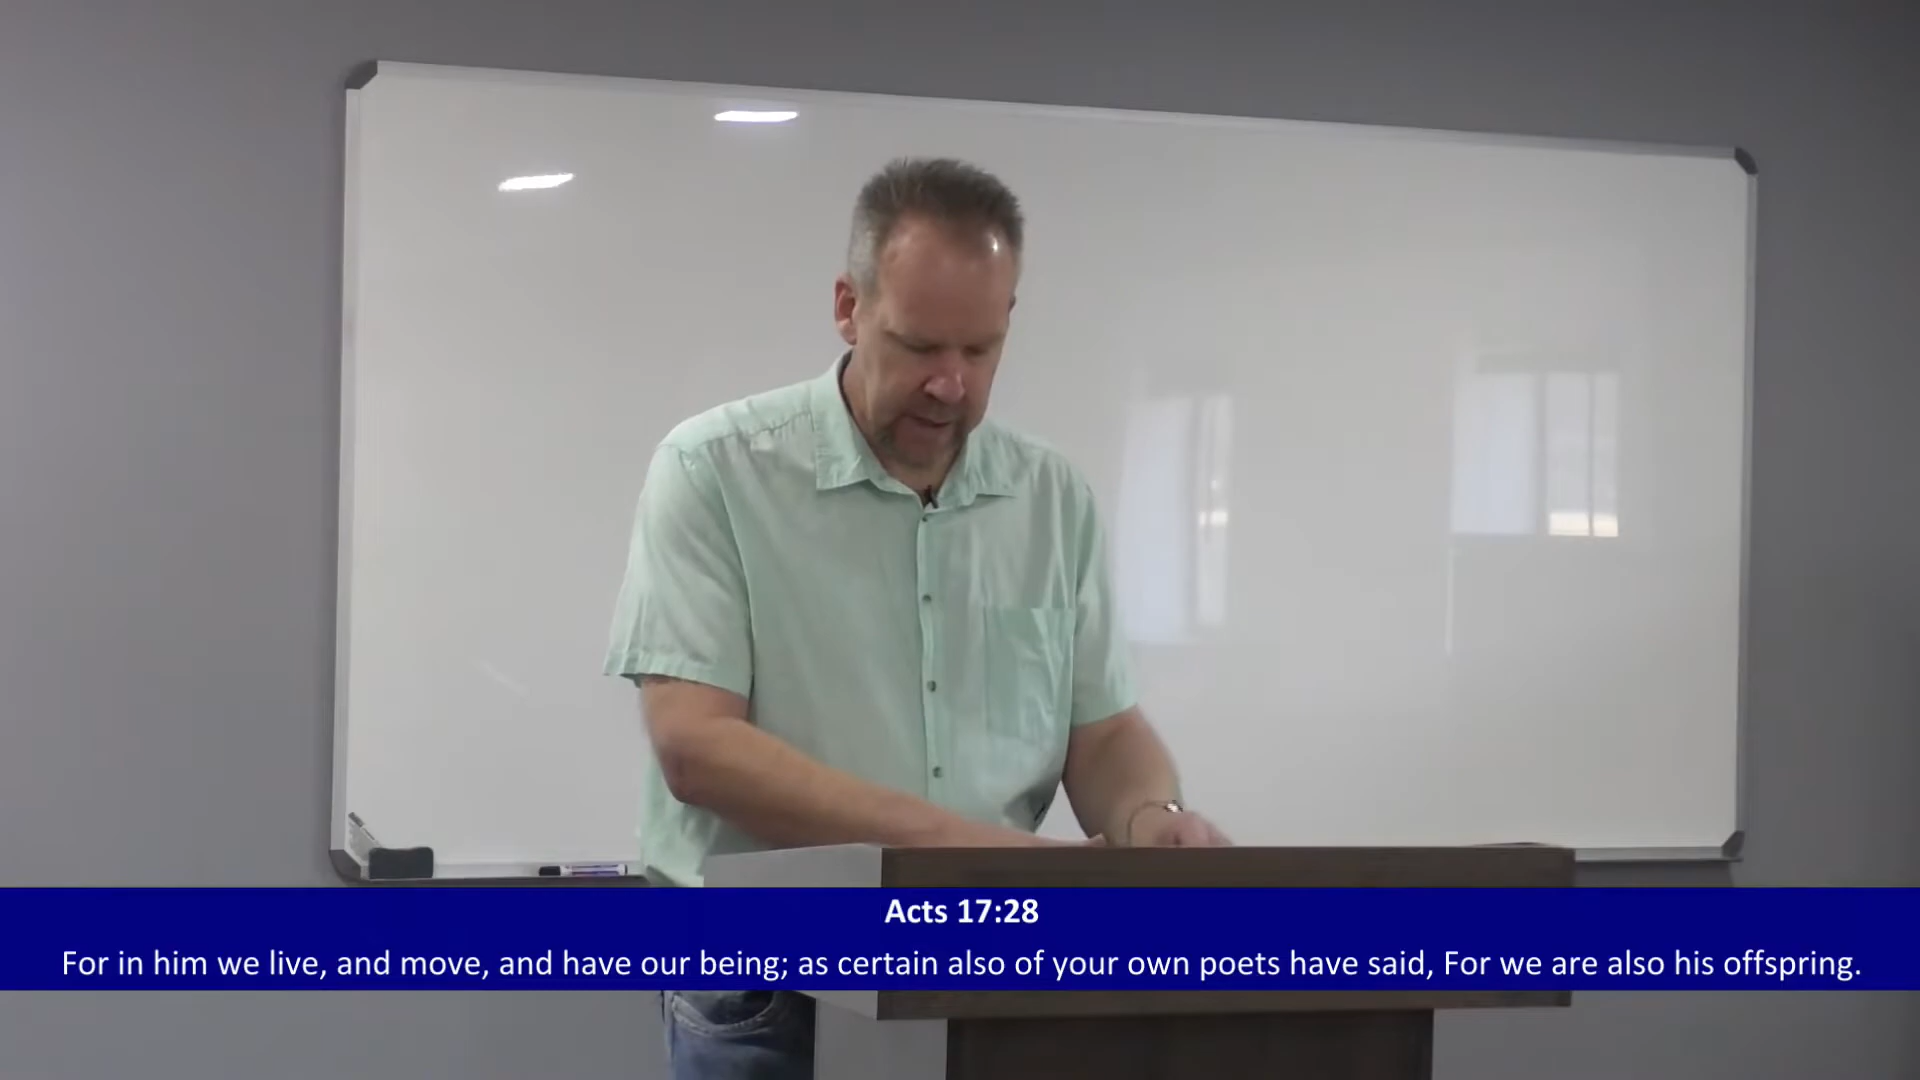 Acts 17:28
For in him we live, and move, and have our being; as certain also of your own poets have said, For we are also his offspring.